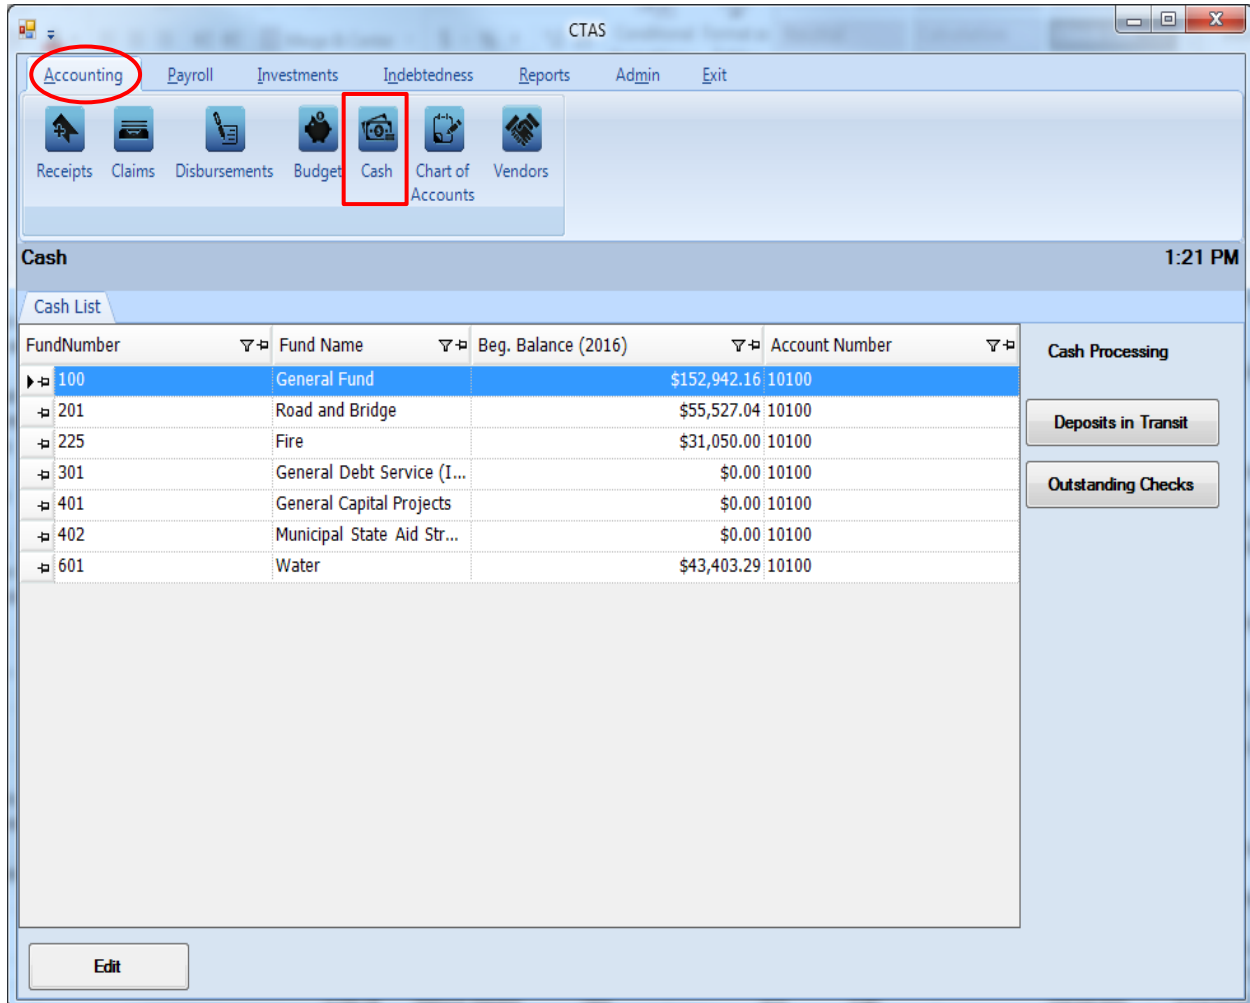 CTAS
Accounting Payroll Investments Indebtedness Reports Admin Exit
Receipts Claims Disbursements Budget Cash Chart of Accounts Vendors
Cash 1:21 PM
Cash List
FundNumber Fund Name Beg. Balance (2016) Account Number
100 General Fund $152,942.16 10100
201 Road and Bridge $55,527.04 10100
225 Fire $31,050.00 10100
301 General Debt Service (I... $0.00 10100
401 General Capital Projects $0.00 10100
402 Municipal State Aid Str... $0.00 10100
601 Water $43,403.29 10100
Cash Processing
Deposits in Transit
Outstanding Checks
Edit